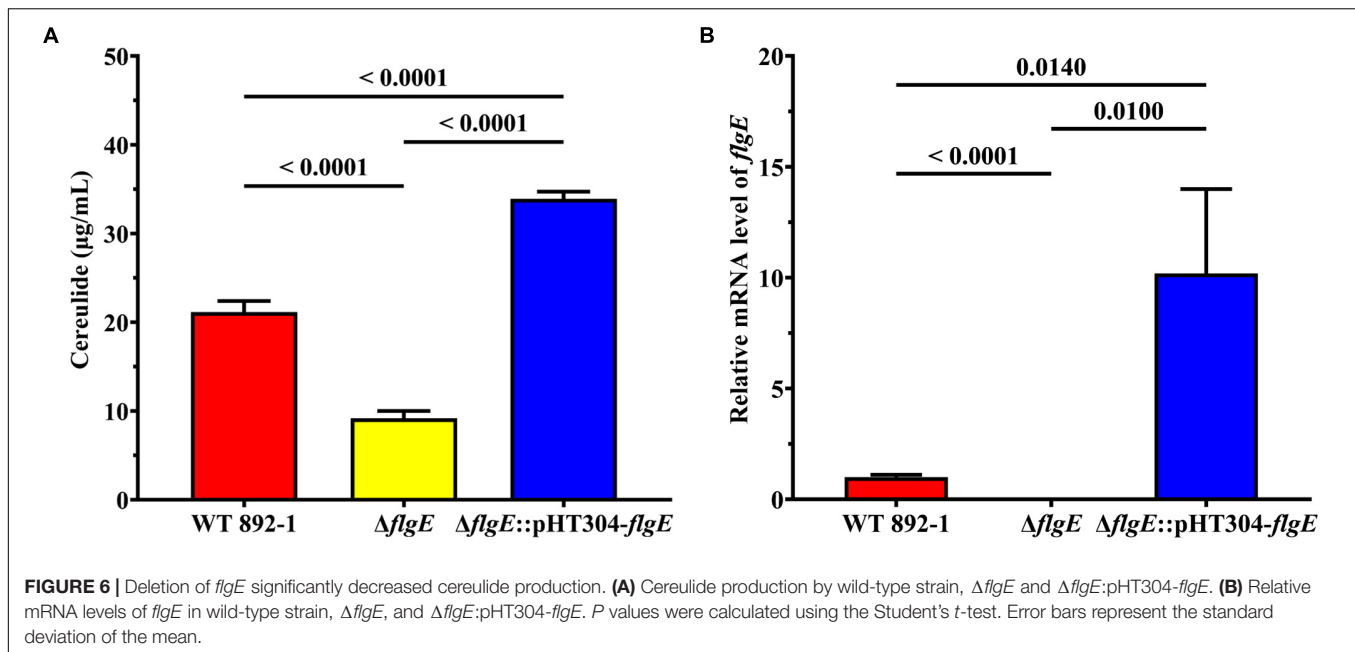 A
50
40
30
20
10
0
Cereulide (µg/mL)
< 0.0001
< 0.0001
< 0.0001
WT 892-1
ΔflgE
ΔflgE::pHT304-flgE
B
20
15
10
5
0
Relative mRNA level of flgE
0.0140
0.0100
< 0.0001
WT 892-1
ΔflgE
ΔflgE::pHT304-flgE
FIGURE 6 | Deletion of flgE significantly decreased cereulide production. (A) Cereulide production by wild-type strain, ΔflgE and ΔflgE:pHT304-flgE. (B) Relative
mRNA levels of flgE in wild-type strain, ΔflgE, and ΔflgE:pHT304-flgE. P values were calculated using the Student's t-test. Error bars represent the standard
deviation of the mean.